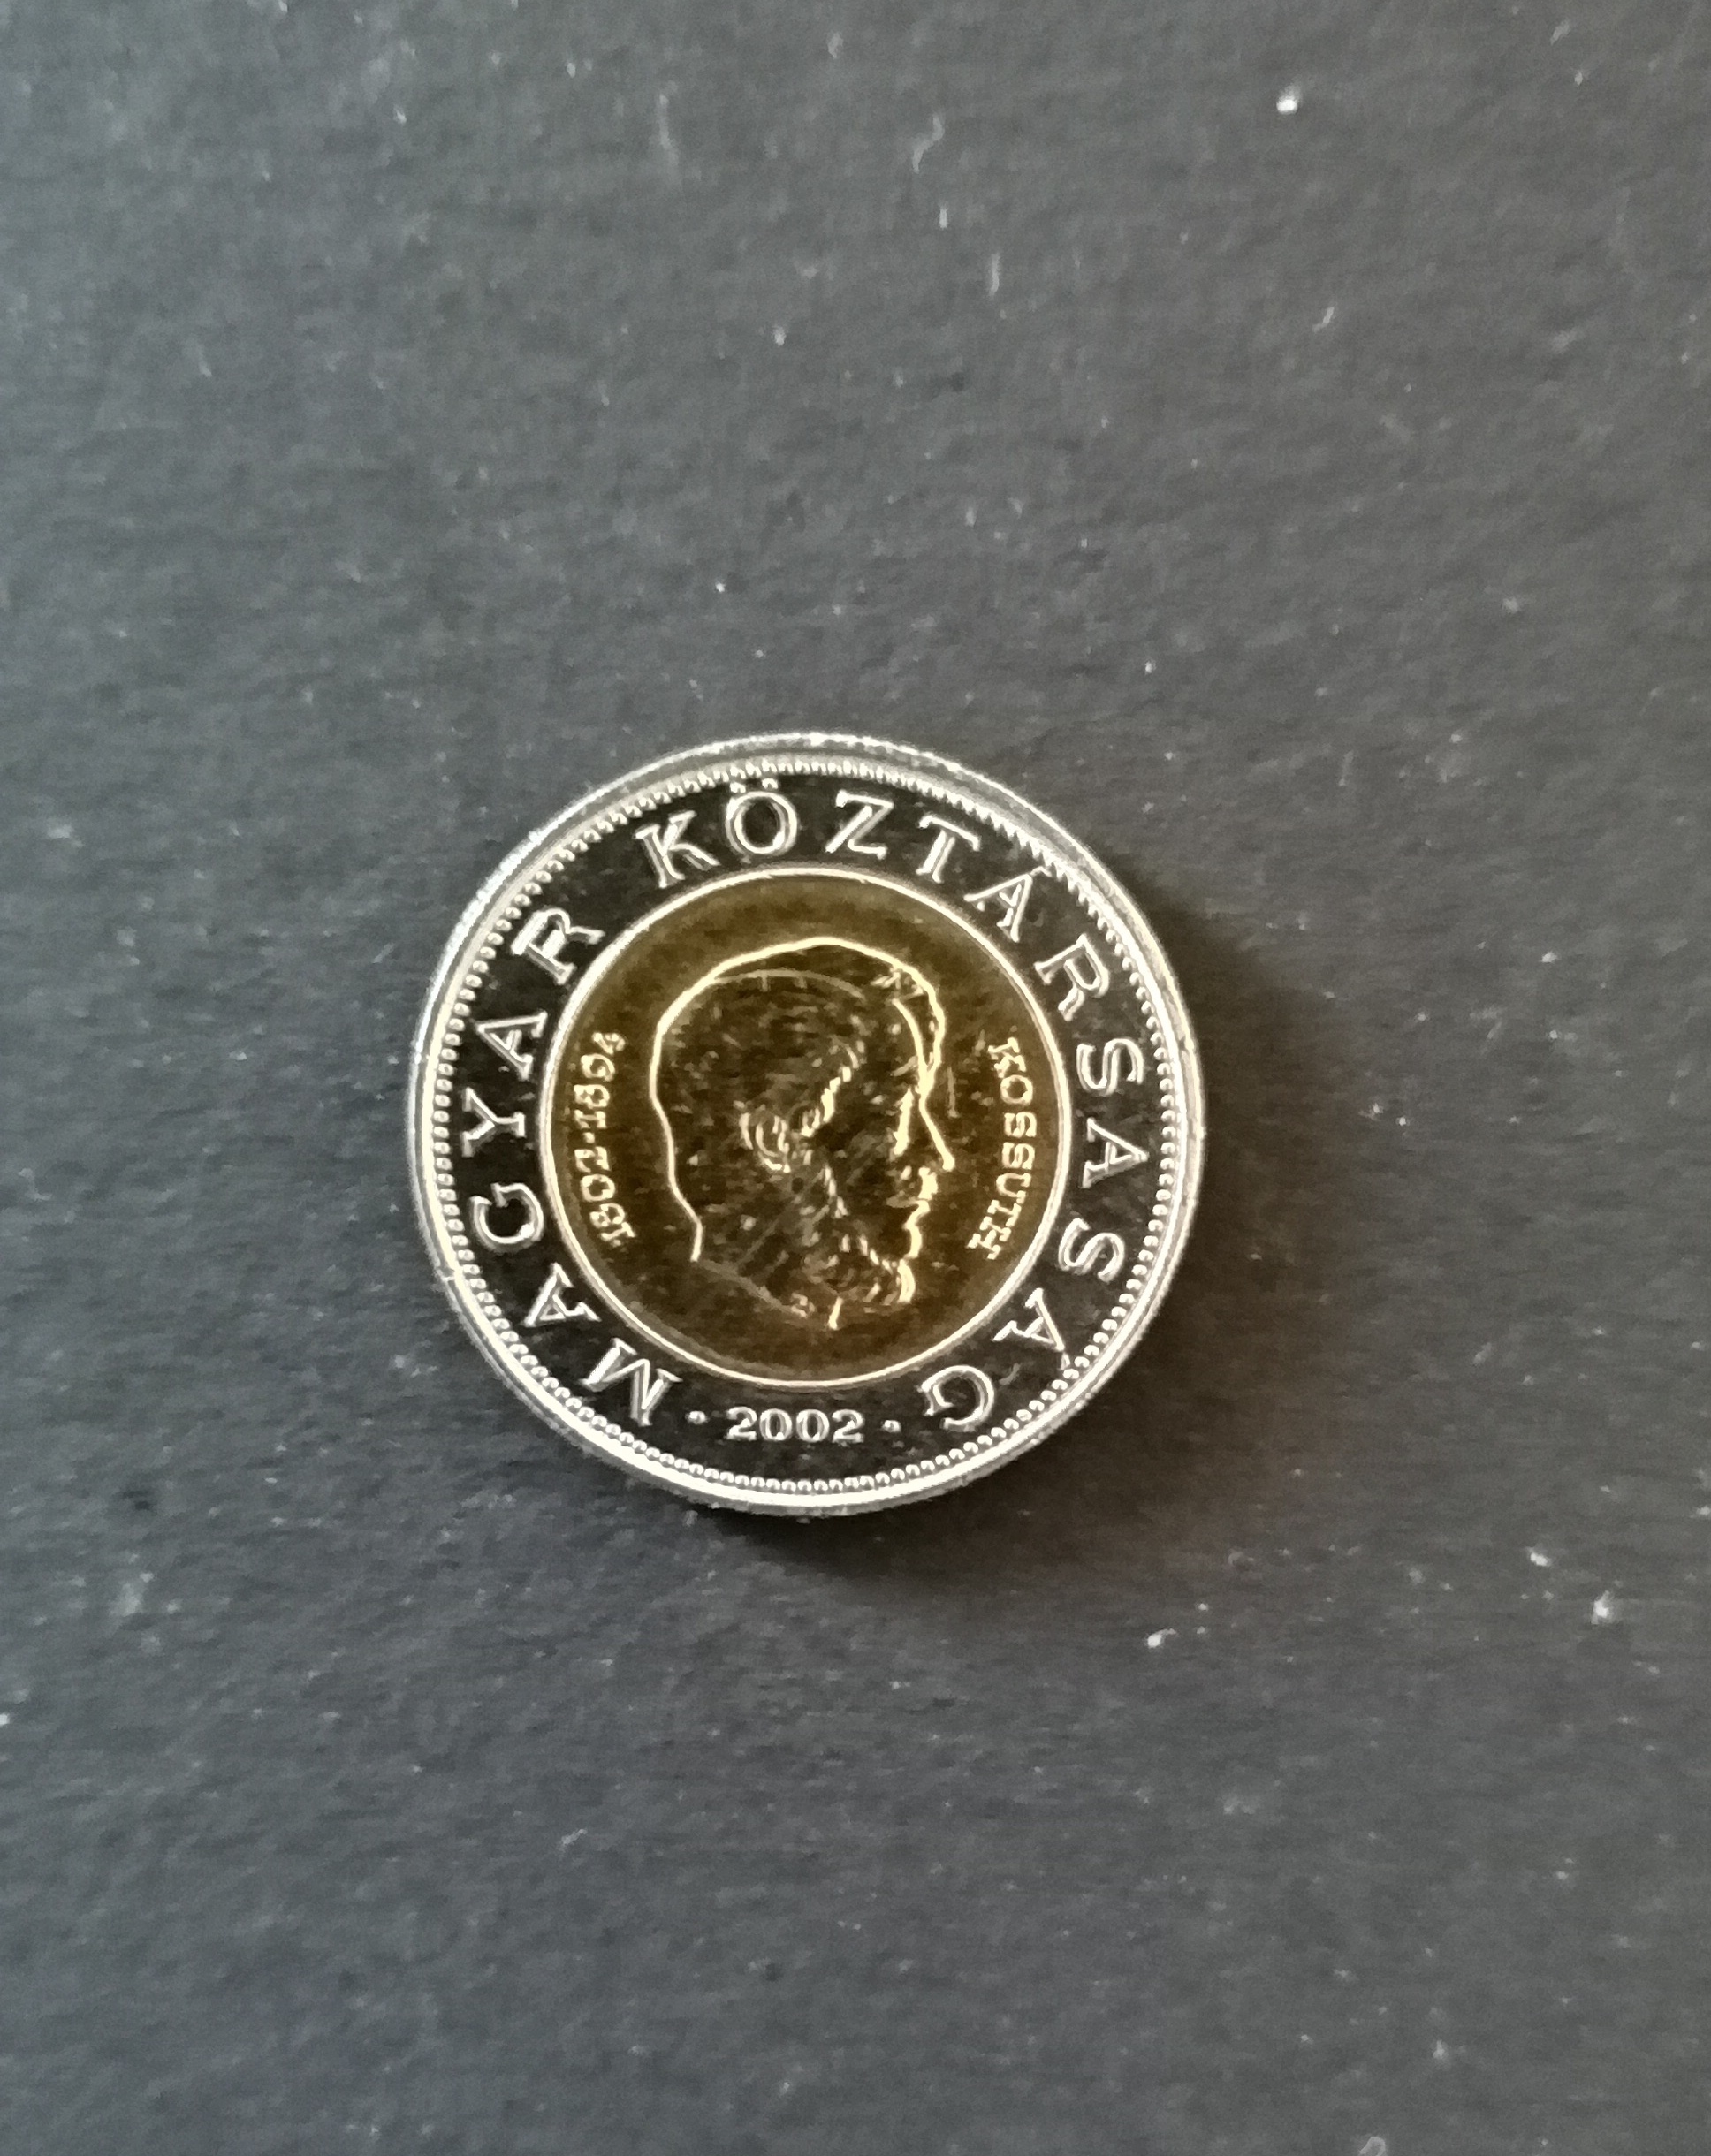 MAGYAR KÖZTÁRSASÁG
· 2002 ·
1802-1894
KOSSUTH